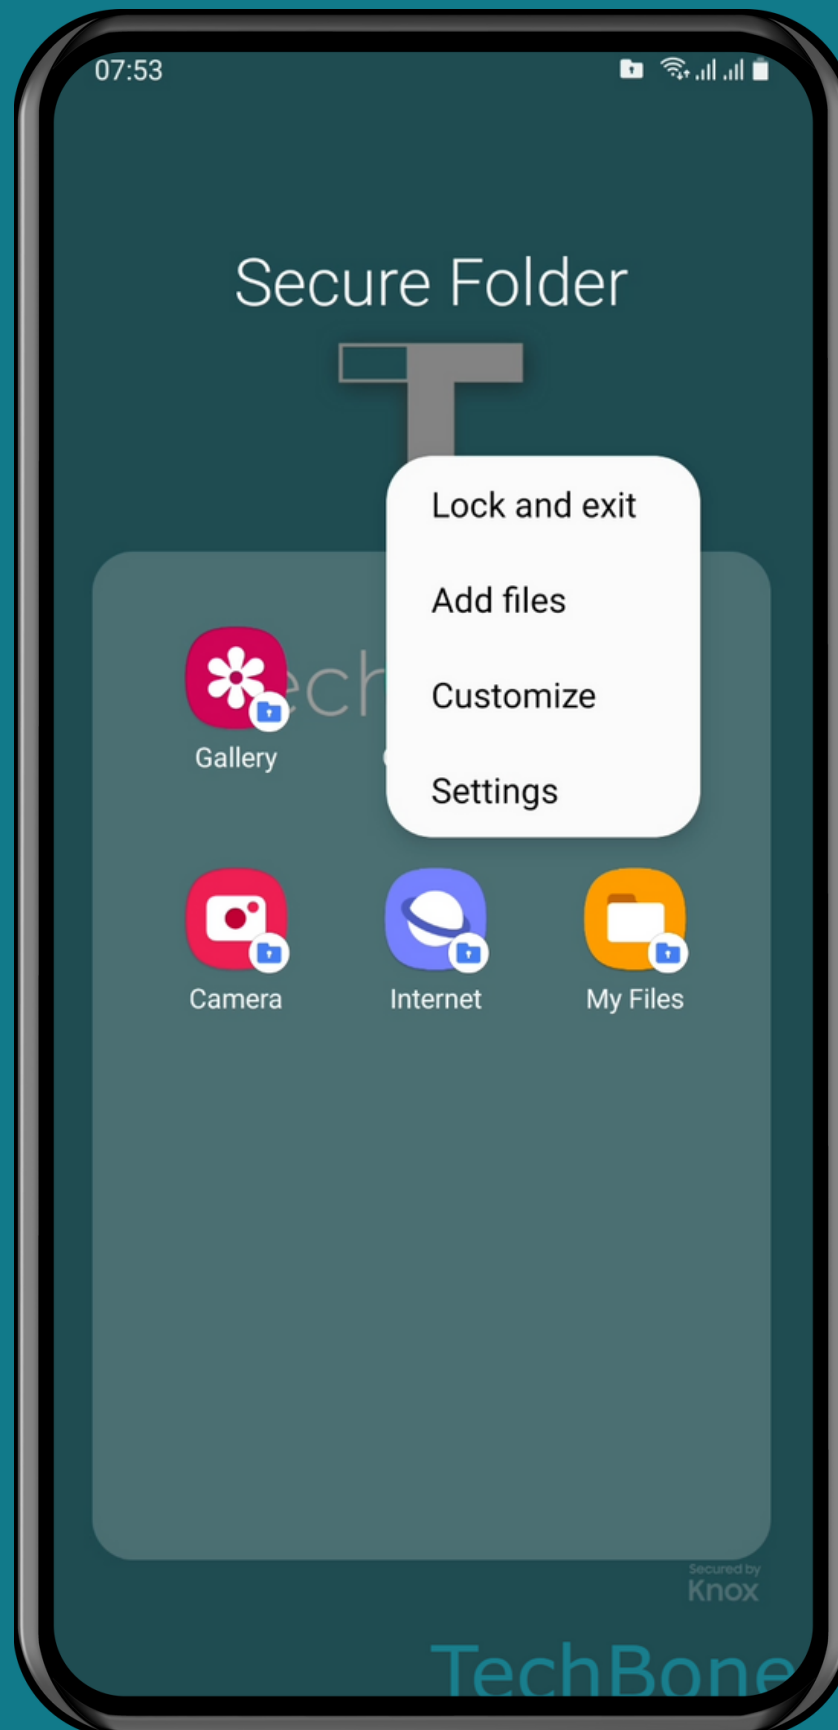 07:53
Secure Folder
Lock and exit
Add files
Customize
Settings
Gallery
Camera
Internet
My Files
Secured by
Knox
TechBone